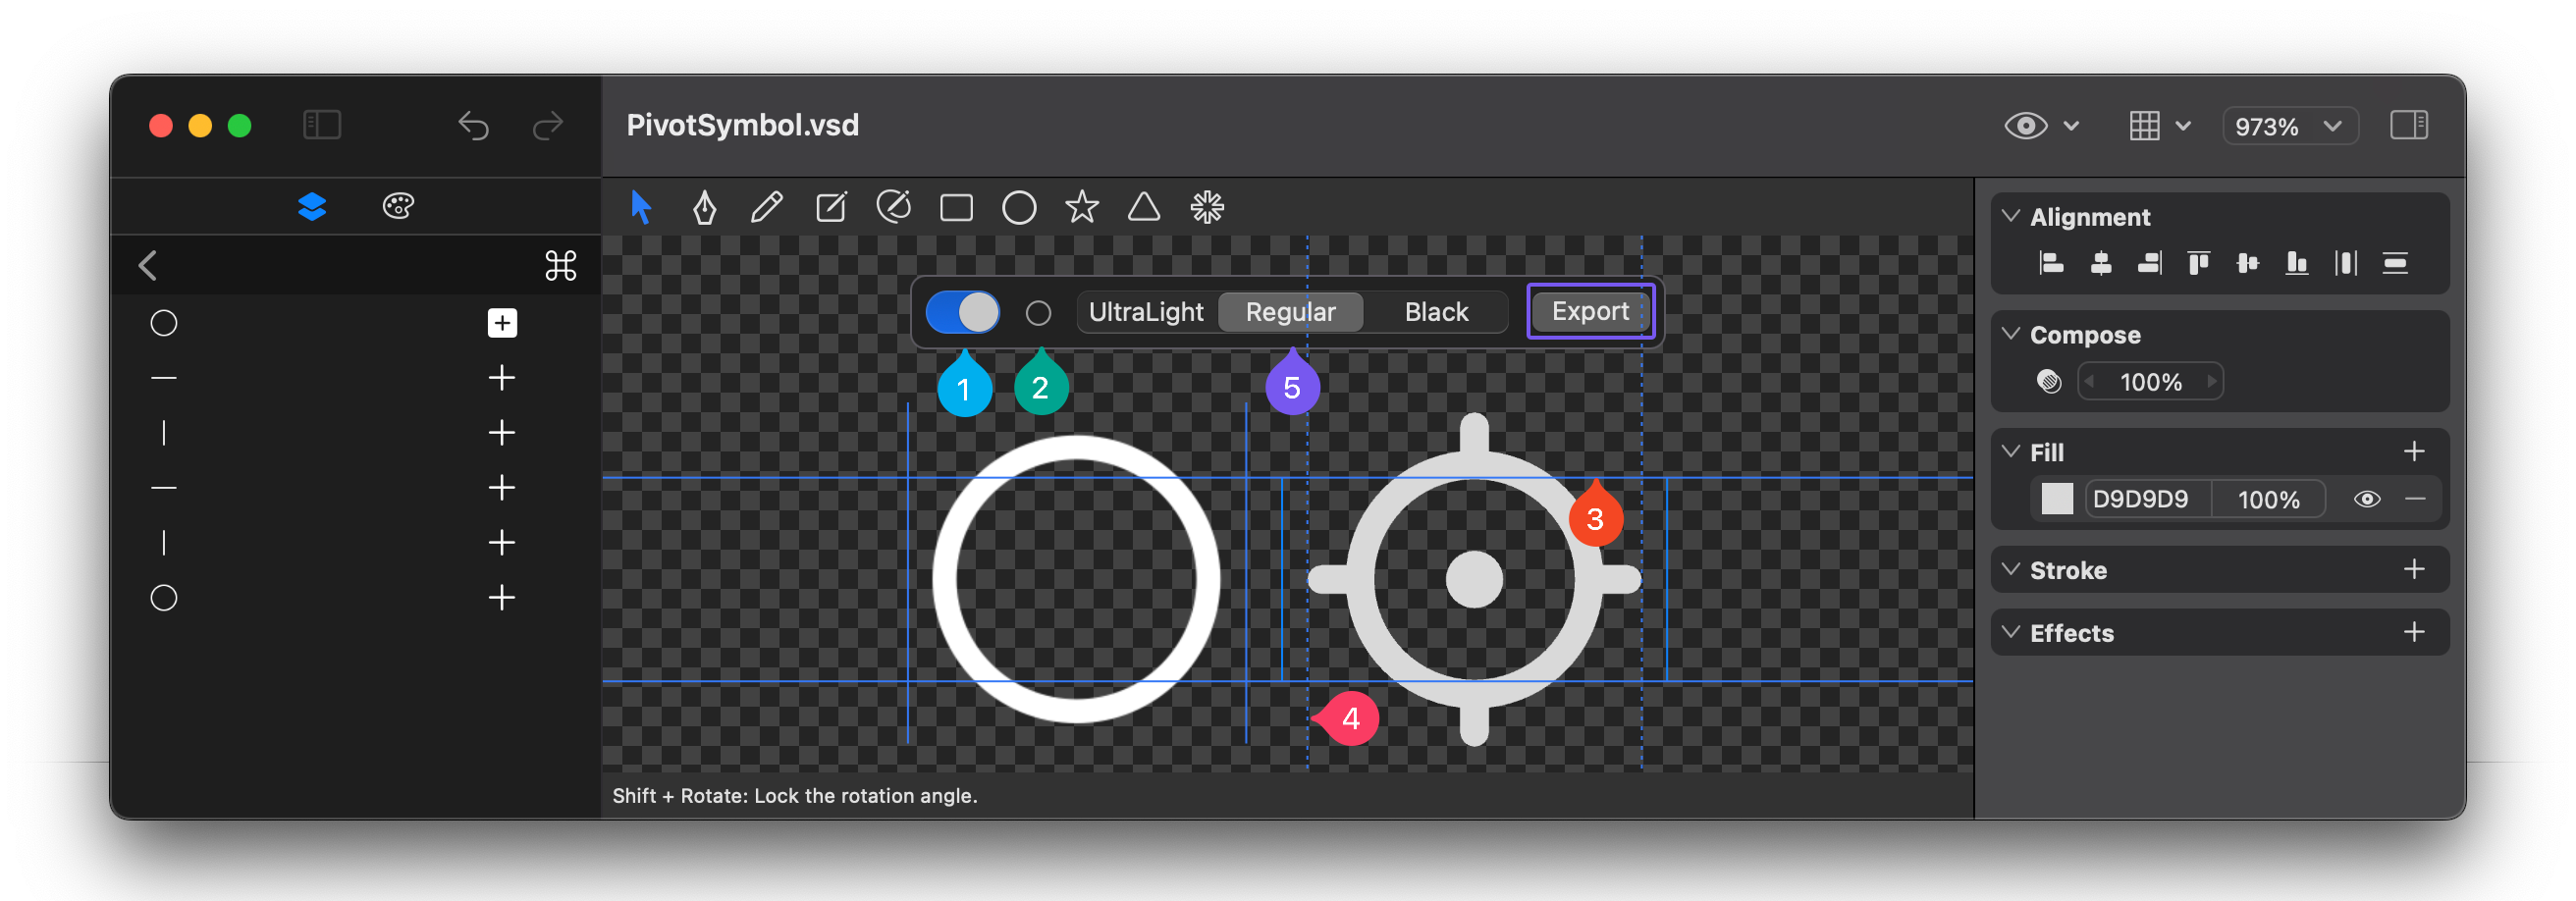 PivotSymbol.vsd
973%
UltraLight Regular Black Export
1 2 5
3
4
Shift + Rotate: Lock the rotation angle.
Alignment
Compose
100%
Fill
D9D9D9 100%
Stroke
Effects